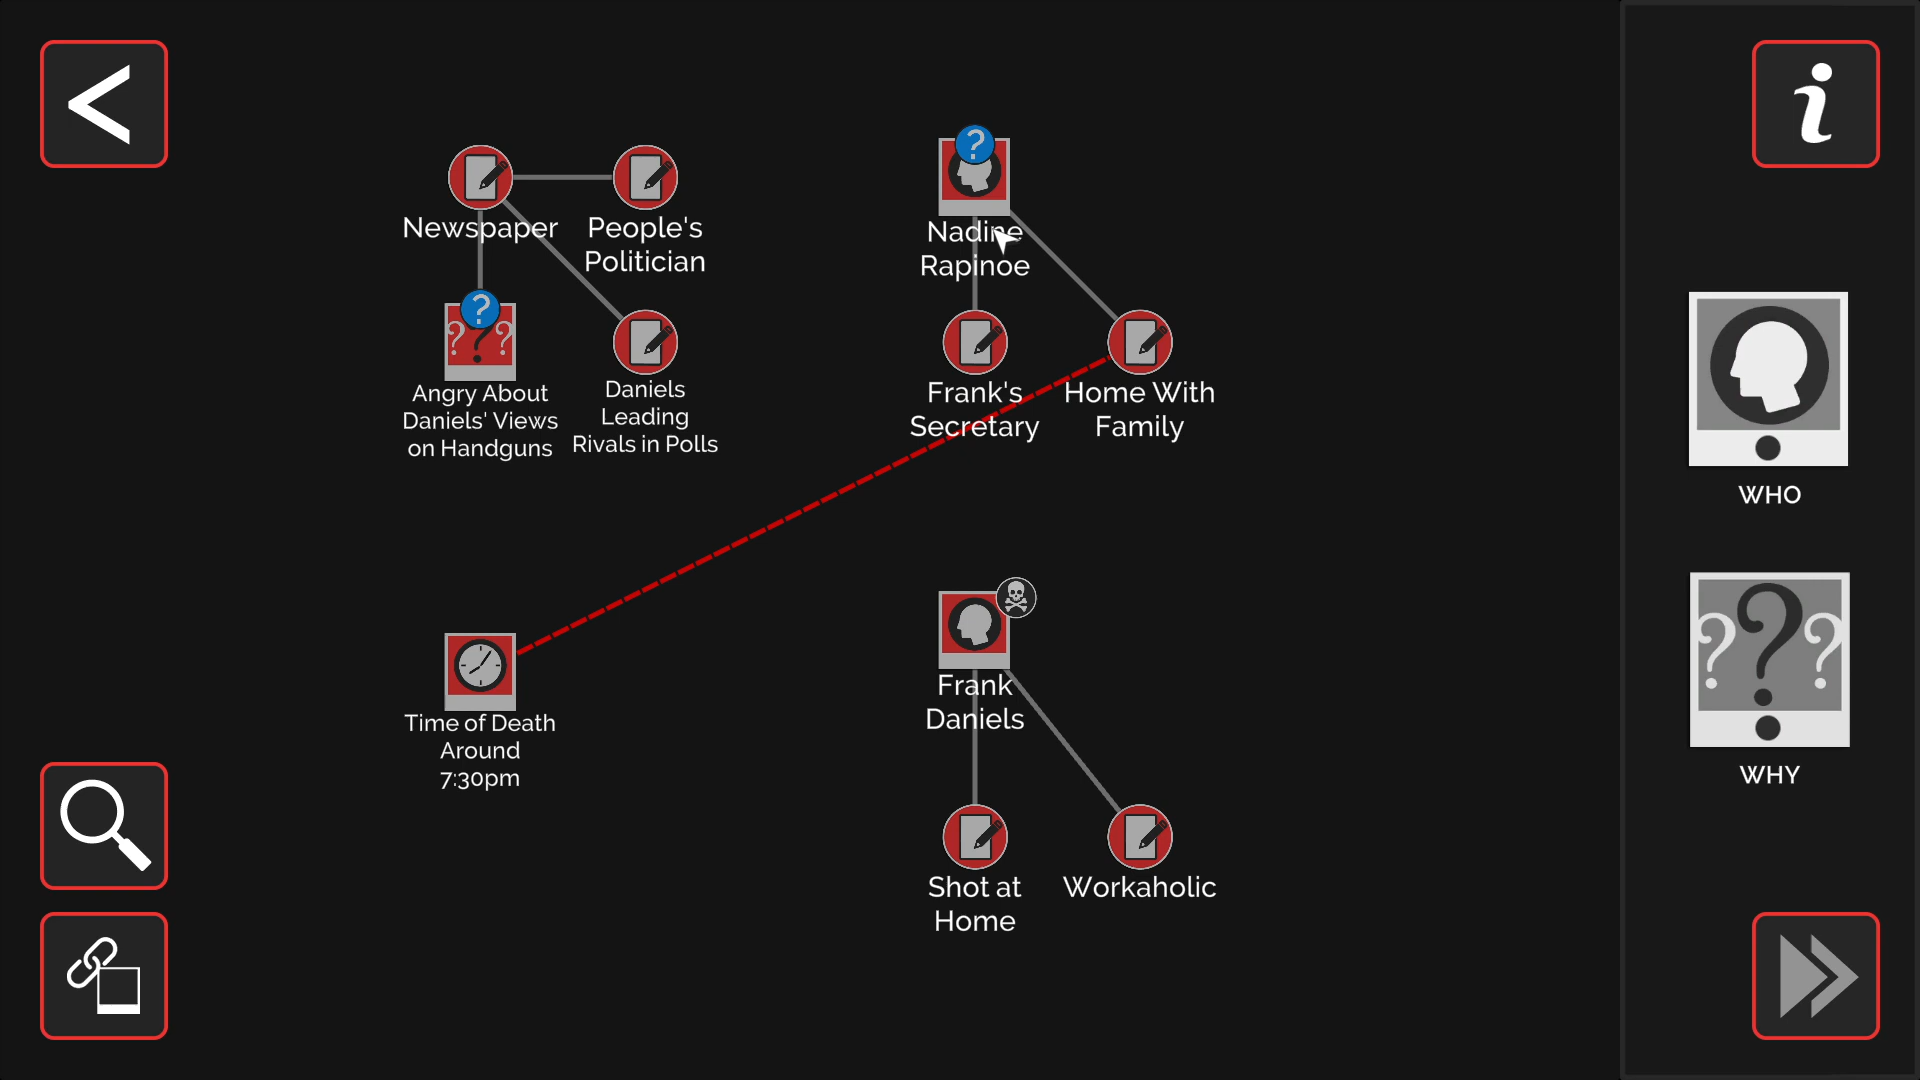 Newspaper
People's
Politician
Nadine
Rapinoe
Angry About
Daniels' Views
on Handguns
Daniels
Leading
Rivals in Polls
Frank's
Secretary
Home With
Family
WHO
Time of Death
Around
7:30pm
Frank
Daniels
WHY
Shot at
Home
Workaholic